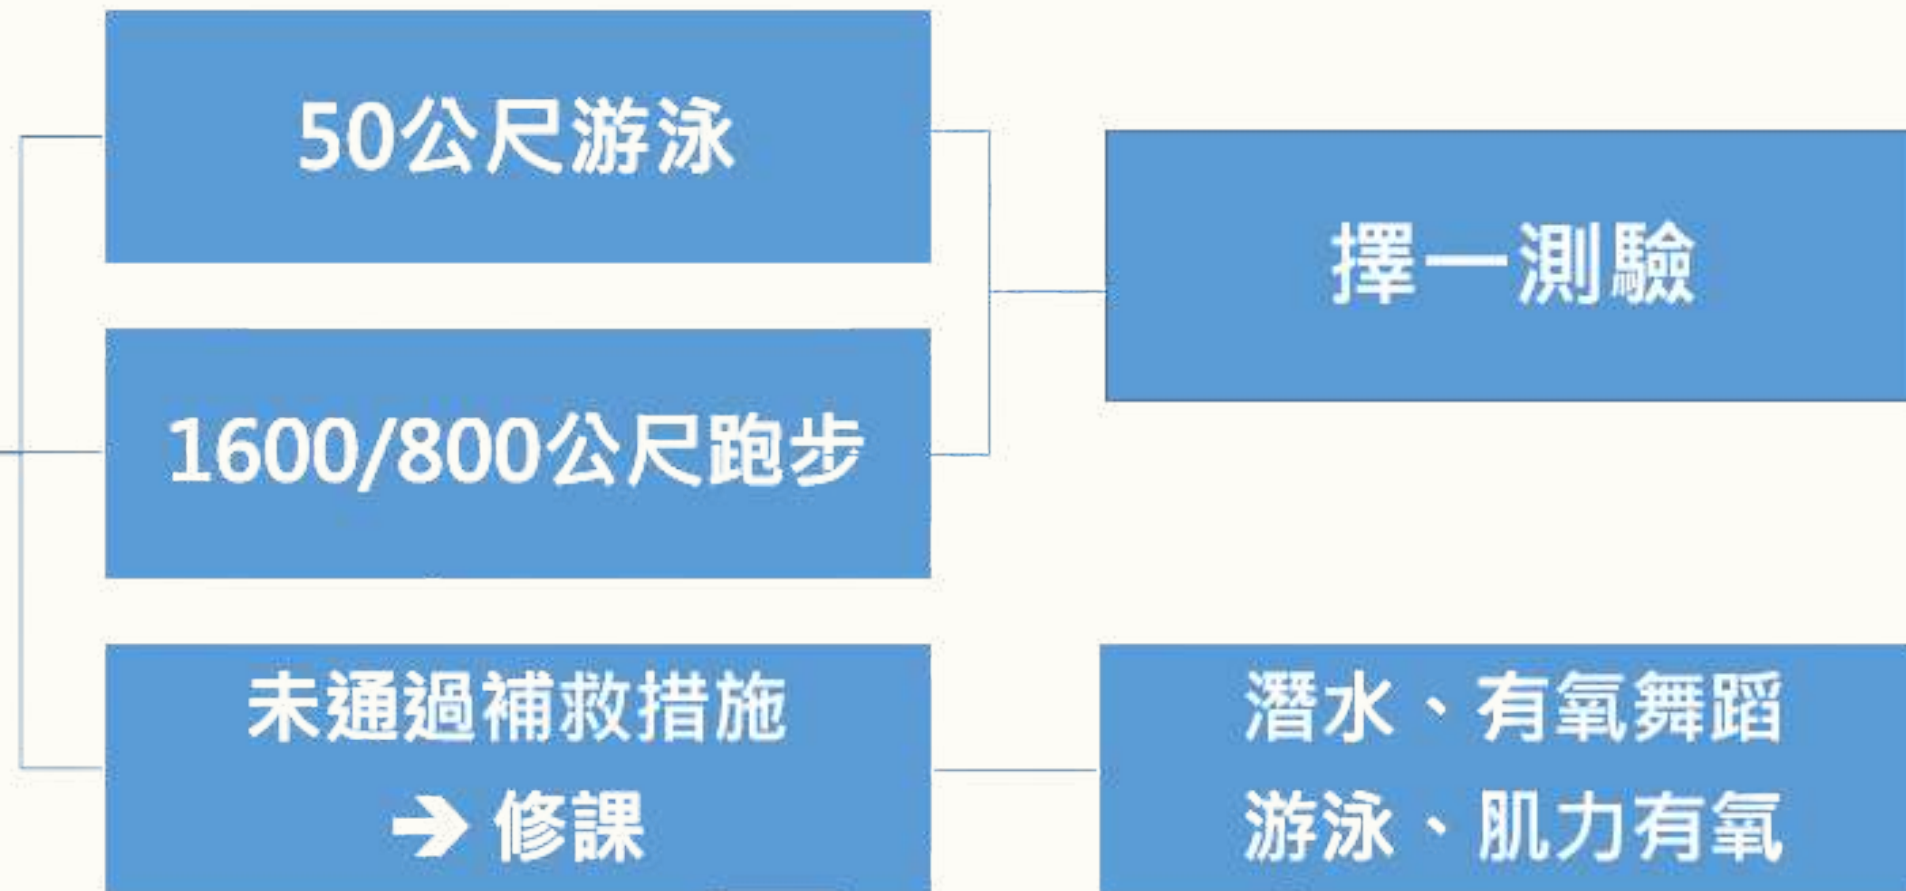 50公尺游泳
1600/800公尺跑步
擇一測驗
未通過補救措施
➔ 修課
潛水、有氧舞蹈
游泳、肌力有氧